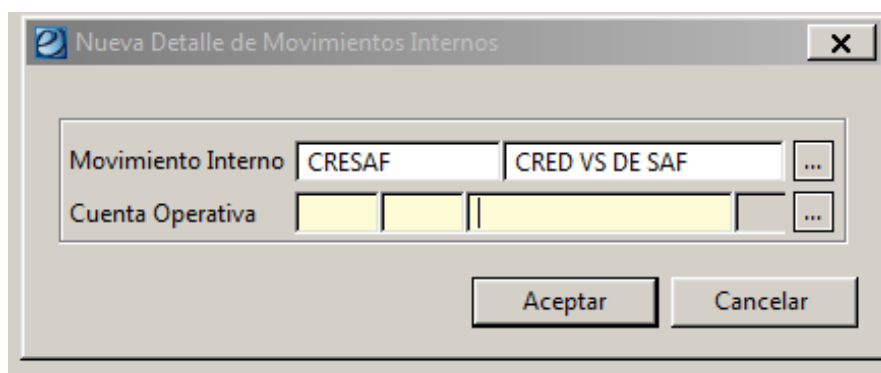 Nueva Detalle de Movimientos Internos
Movimiento Interno CRESAF CRED VS DE SAF ...
Cuenta Operativa ...
Aceptar Cancelar